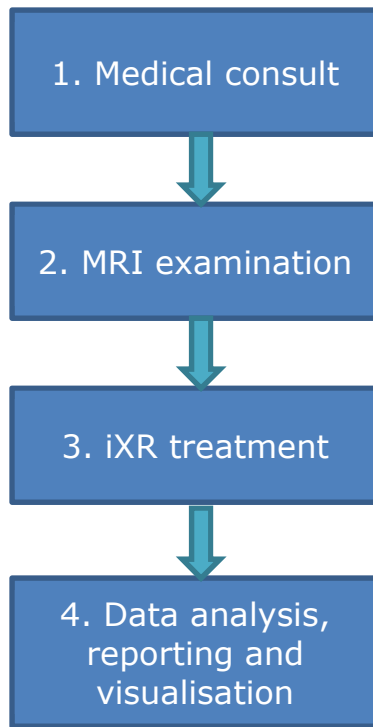 1. Medical consult
2. MRI examination
3. iXR treatment
4. Data analysis,
reporting and
visualisation